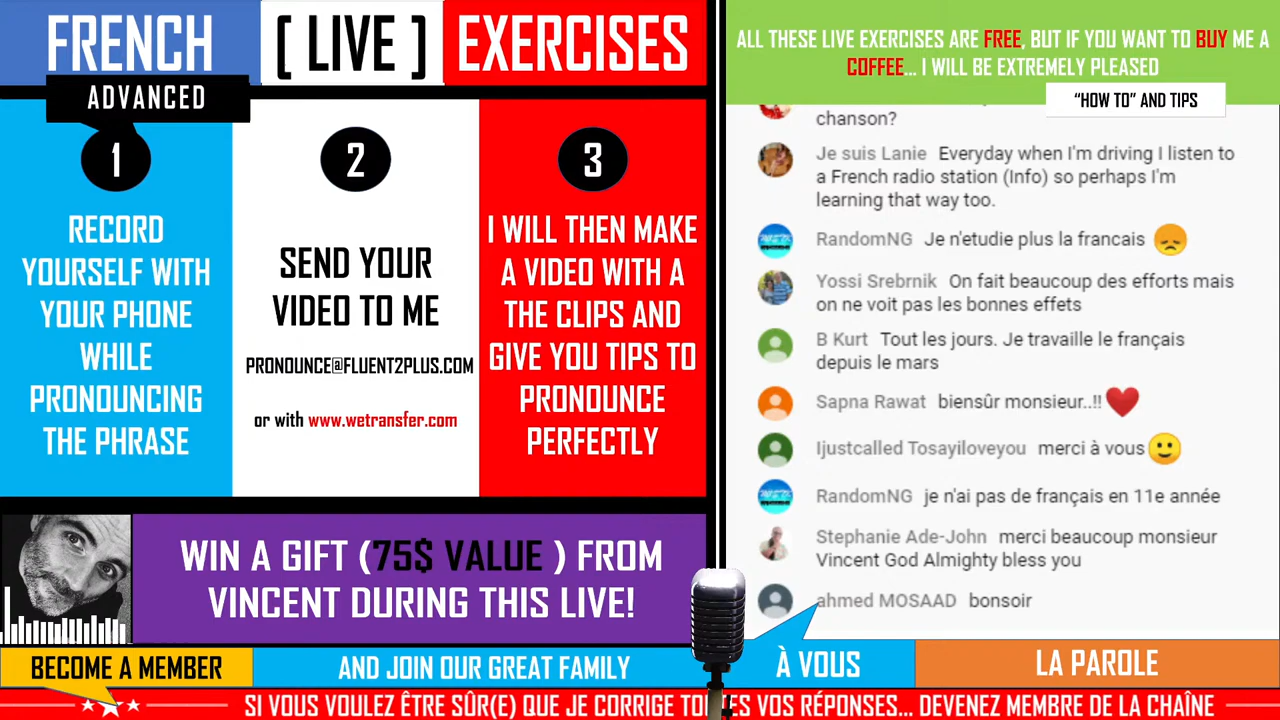 FRENCH [ LIVE ] EXERCISES
ADVANCED
1
RECORD
YOURSELF WITH
YOUR PHONE
WHILE
PRONOUNCING
THE PHRASE
2
SEND YOUR
VIDEO TO ME
PRONOUNCE@FLUENT2PLUS.COM
or with www.wetransfer.com
3
I WILL THEN MAKE
A VIDEO WITH A
THE CLIPS AND
GIVE YOU TIPS TO
PRONOUNCE
PERFECTLY
WIN A GIFT (75$ VALUE ) FROM
VINCENT DURING THIS LIVE!
BECOME A MEMBER
AND JOIN OUR GREAT FAMILY
ALL THESE LIVE EXERCISES ARE FREE, BUT IF YOU WANT TO BUY ME A
COFFEE... I WILL BE EXTREMELY PLEASED
“HOW TO” AND TIPS
chanson?
Je suis Lanie Everyday when I'm driving I listen to
a French radio station (Info) so perhaps I'm
learning that way too.
RandomNG Je n'etudie plus la francais
Yossi Srebrnik On fait beaucoup des efforts mais
on ne voit pas les bonnes effets
B Kurt Tout les jours. Je travaille le français
depuis le mars
Sapna Rawat biensûr monsieur..!!
Ijustcalled Tosayiloveyou merci à vous
RandomNG je n'ai pas de français en 11e année
Stephanie Ade-John merci beaucoup monsieur
Vincent God Almighty bless you
ahmed MOSAAD bonsoir
À VOUS
LA PAROLE
SI VOUS VOULEZ ÊTRE SÛR(E) QUE JE CORRIGE TOUTES VOS RÉPONSES... DEVENEZ MEMBRE DE LA CHAÎNE